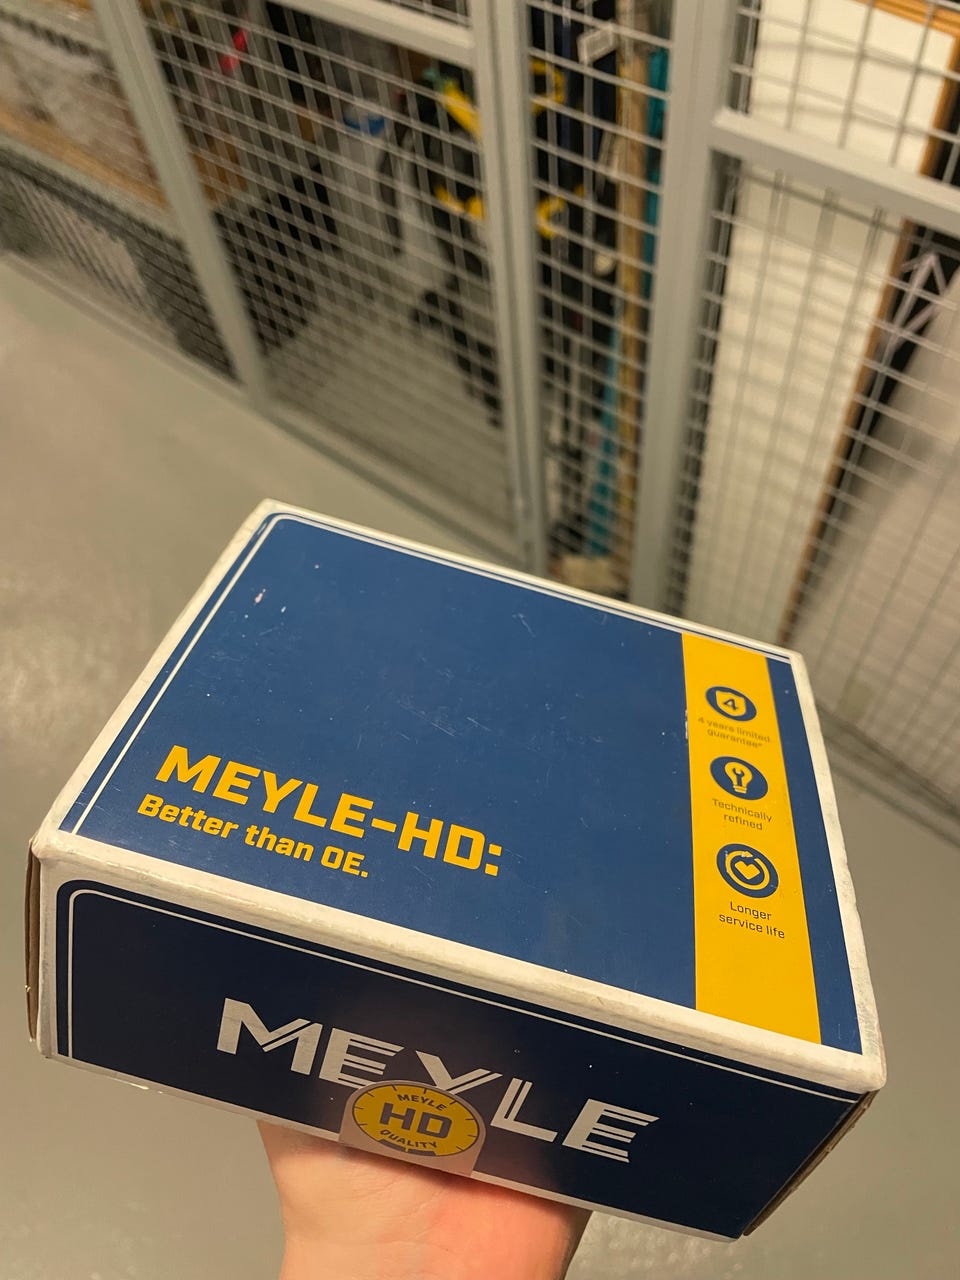 4
4 years limited
guarantee*
Technically
refined
Longer
service life
MEYLE-HD:
Better than OE.
MEYLE
MEYLE
HD
QUALITY